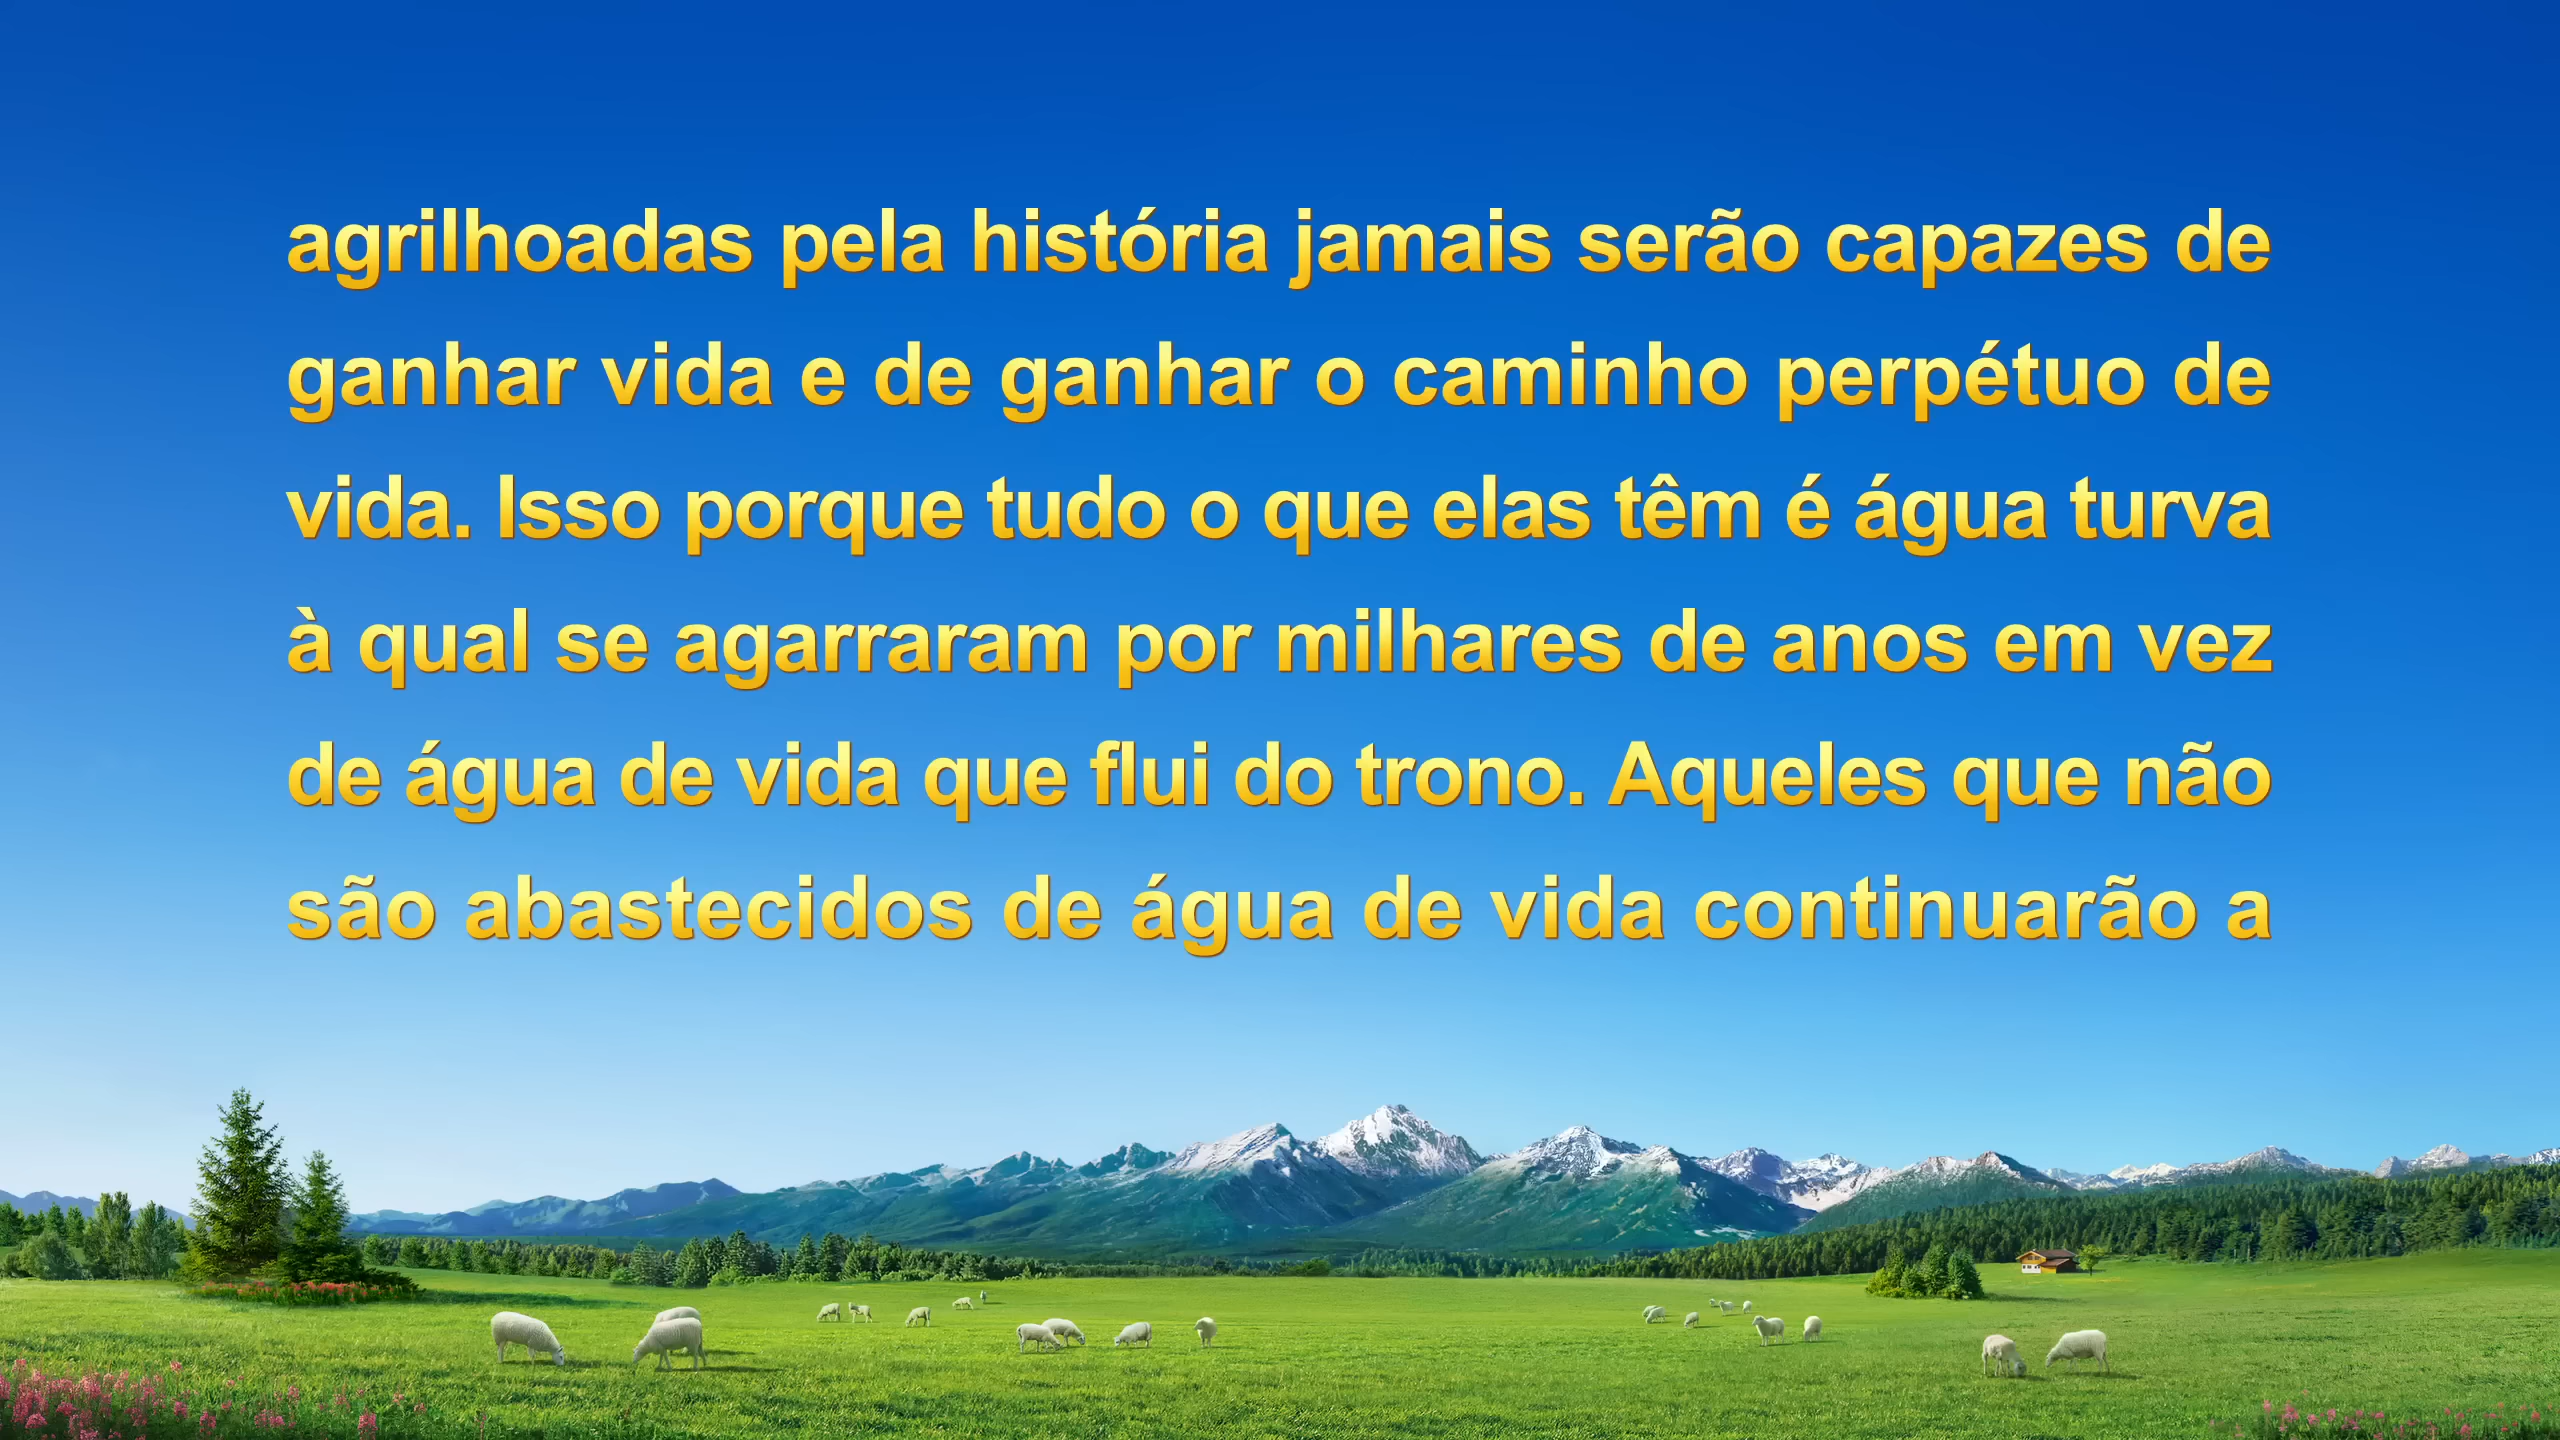 agrilhoadas pela história jamais serão capazes de
ganhar vida e de ganhar o caminho perpétuo de
vida. Isso porque tudo o que elas têm é água turva
à qual se agarraram por milhares de anos em vez
de água de vida que flui do trono. Aqueles que não
são abastecidos de água de vida continuarão a